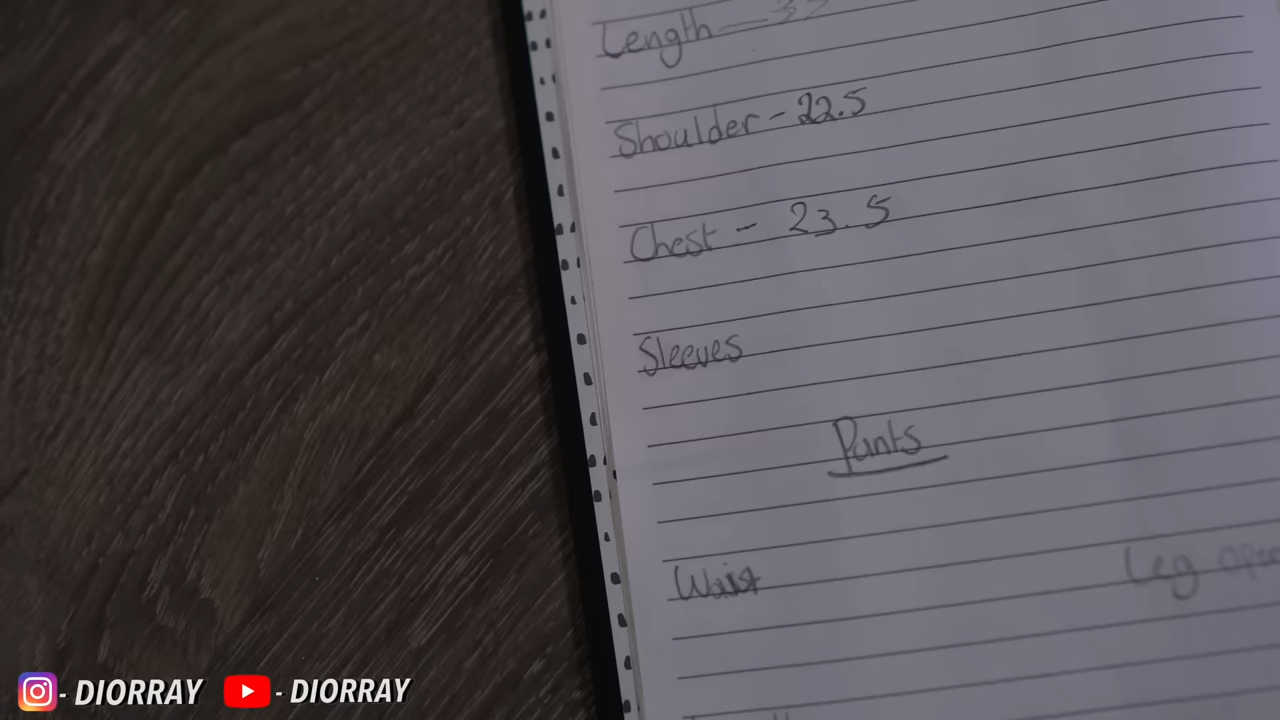 Length —
Shoulder - 22.5
Chest - 23.5
Sleeves
Pants
Waist
Leg
- DIORRAY - DIORRAY